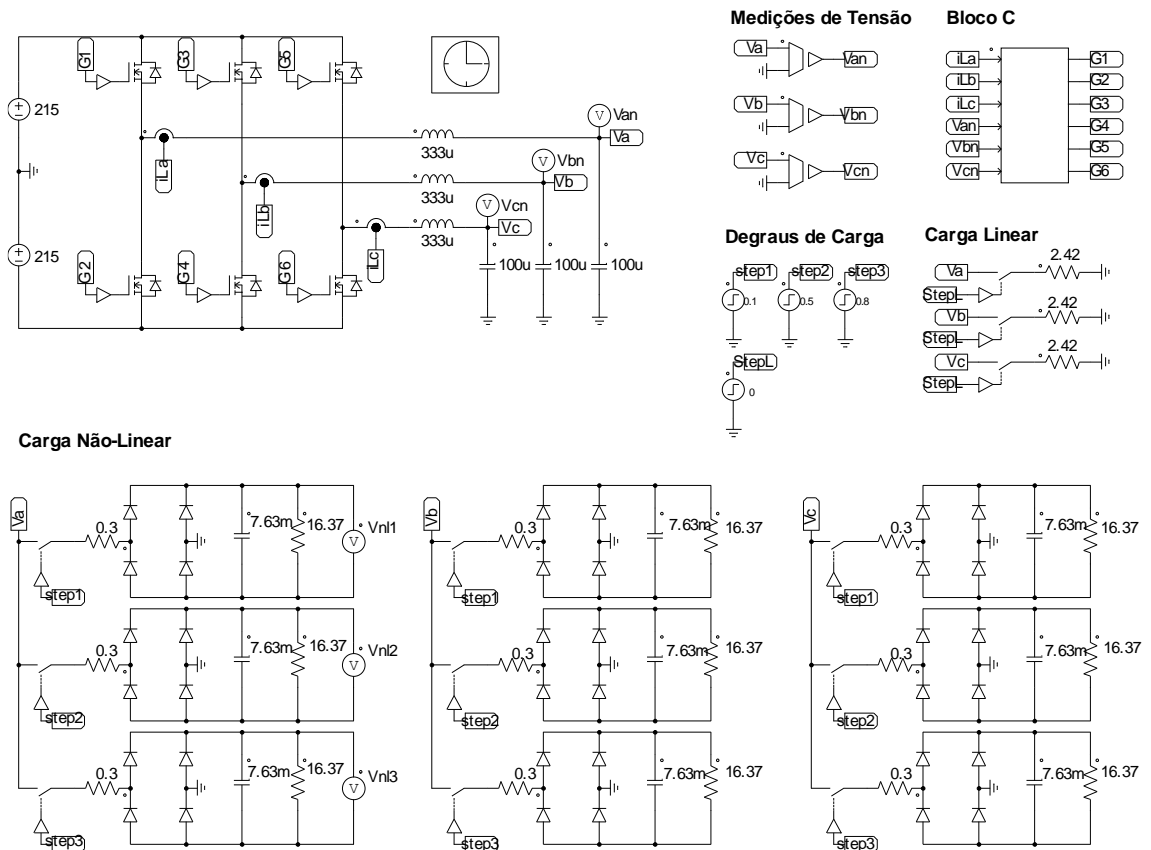 Medições de Tensão
Bloco C
G1
G3
G5
215
215
G2
G4
G6
iLa
iLb
iLc
333u
333u
333u
Van
Va
Vbn
Vb
Vcn
Vc
100u
100u
100u
Va
Van
Vb
Vbn
Vc
Vcn
iLa
iLb
iLc
Van
Vbn
Vcn
G1
G2
G3
G4
G5
G6
Degraus de Carga
step1
step2
step3
0.1
0.5
0.8
StepL
0
Carga Linear
Va
2.42
StepL
Vb
2.42
StepL
Vc
2.42
StepL
Carga Não-Linear
Va
0.3
7.63m
16.37
Vnl1
step1
0.3
7.63m
16.37
Vnl2
step2
0.3
7.63m
16.37
Vnl3
step3
Vb
0.3
7.63m
16.37
step1
0.3
7.63m
16.37
step2
0.3
7.63m
16.37
step3
Vc
0.3
7.63m
16.37
step1
0.3
7.63m
16.37
step2
0.3
7.63m
16.37
step3
V
V
V
V
V
V